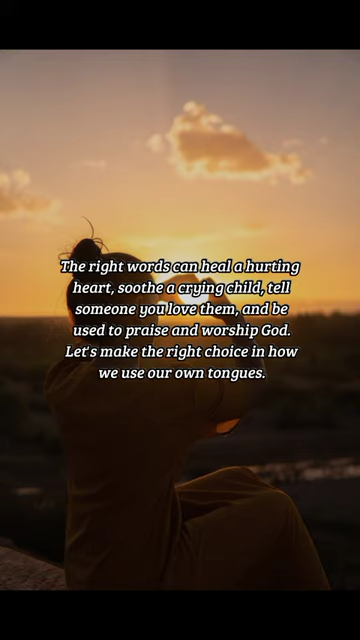 The right words can heal a hurting
heart, soothe a crying child, tell
someone you love them, and be
used to praise and worship God.
Let's make the right choice in how
we use our own tongues.